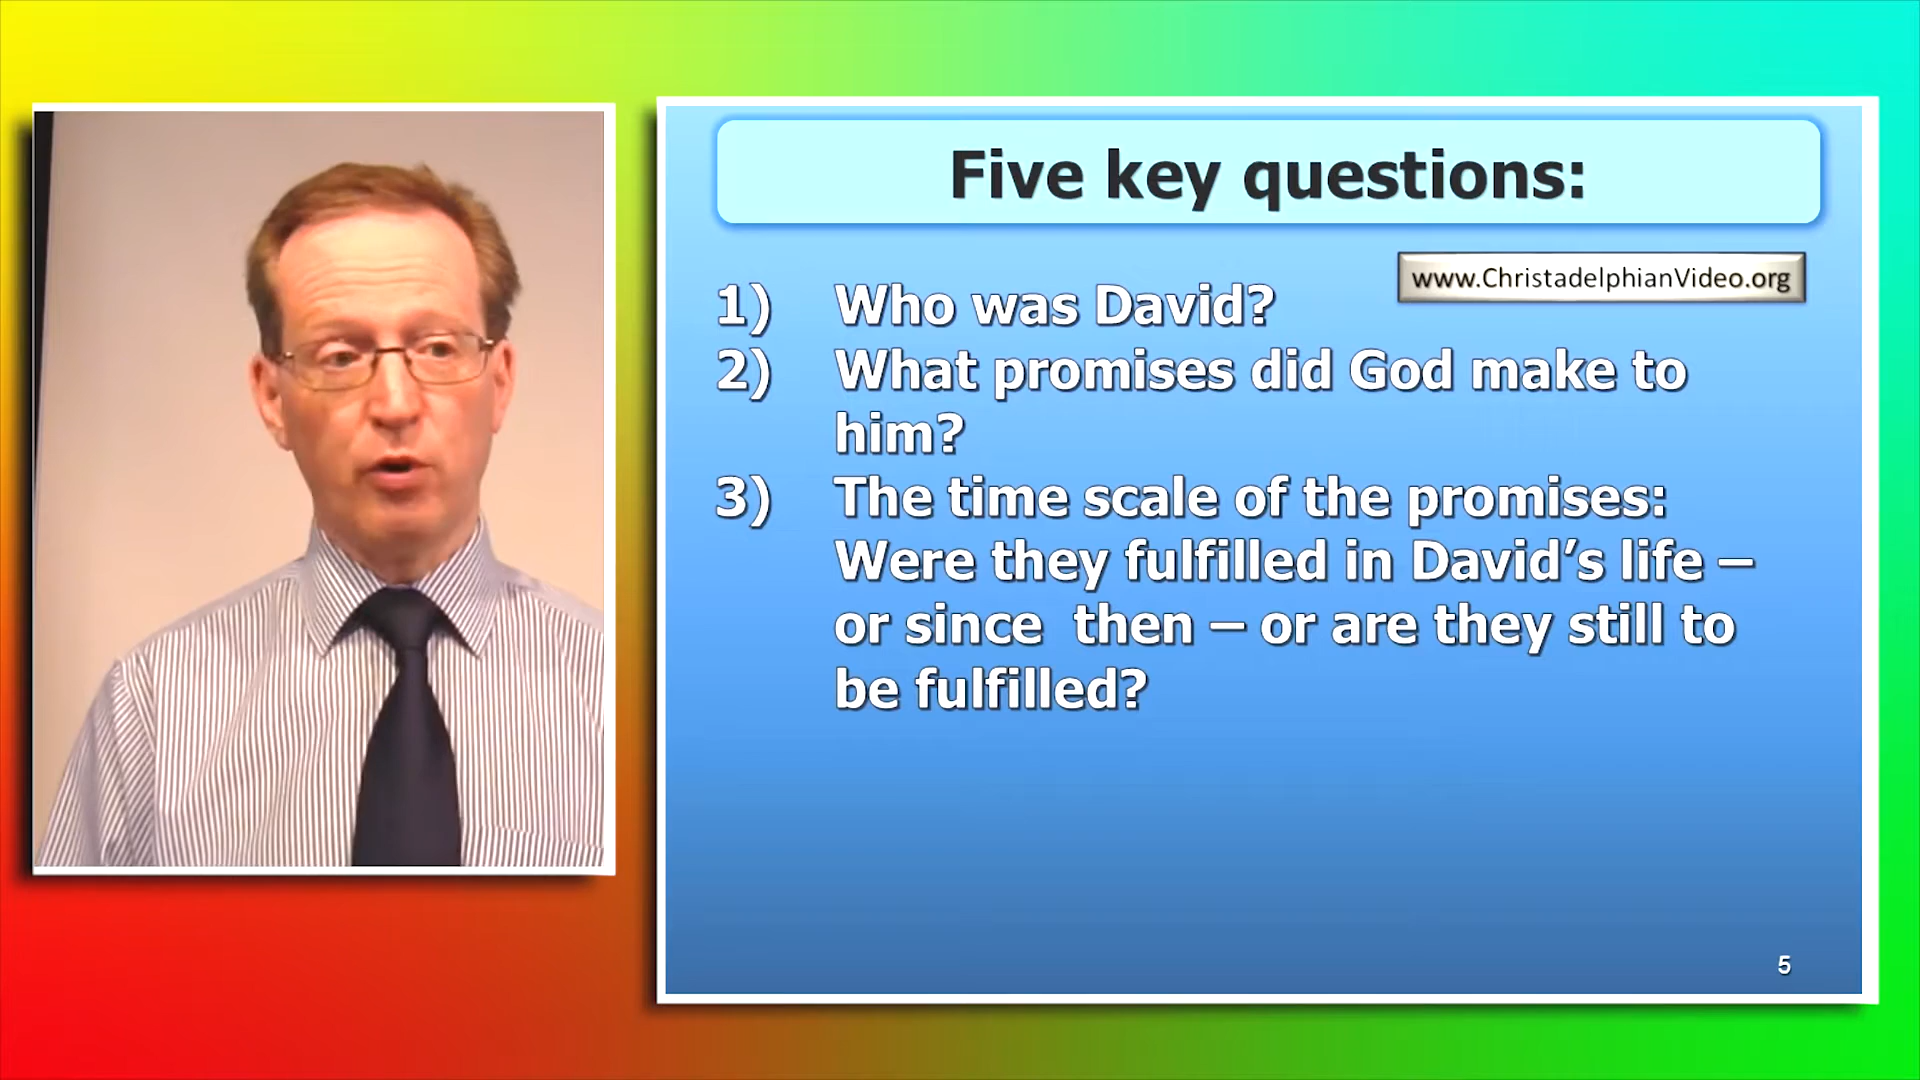 Five key questions:
www.ChristadelphianVideo.org
1) Who was David?
2) What promises did God make to
him?
3) The time scale of the promises:
Were they fulfilled in David’s life –
or since then – or are they still to
be fulfilled?
5